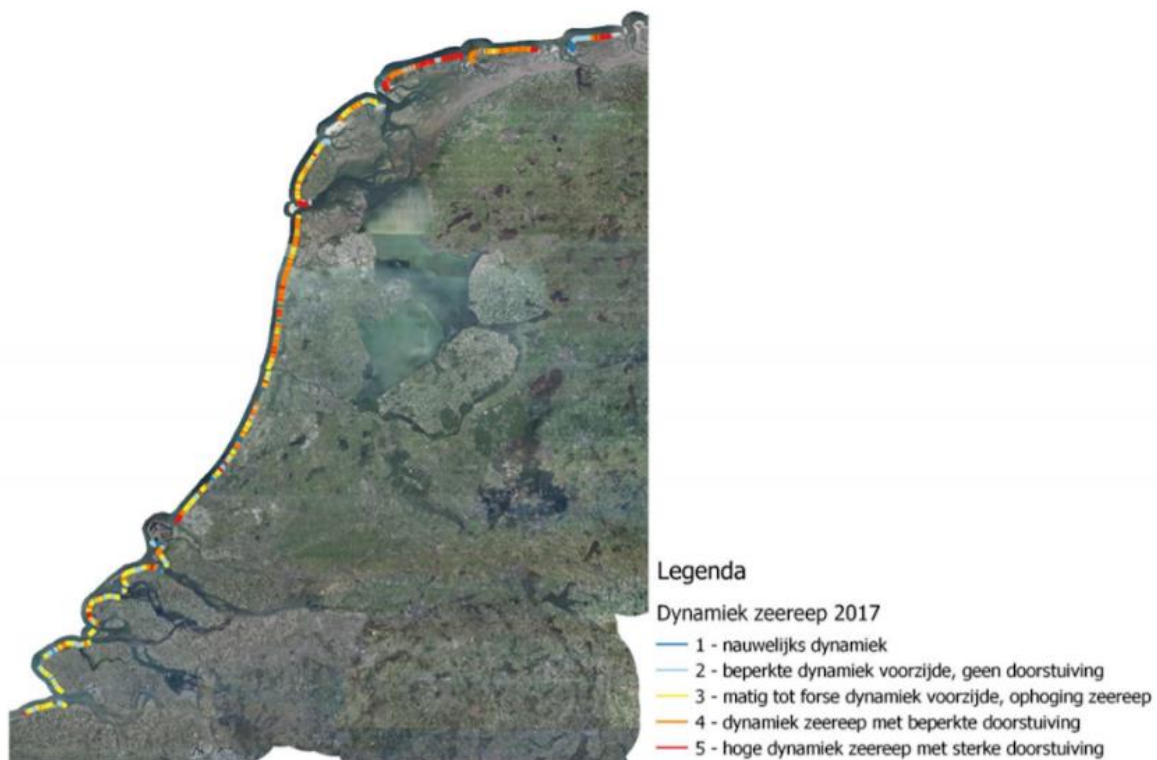 Legenda
Dynamiek zeereep 2017
1 - nauwelijks dynamiek
2 - beperkte dynamiek voorzijde, geen doorstuiving
3 - matig tot forse dynamiek voorzijde, ophoging zeereep
4 - dynamiek zeereep met beperkte doorstuiving
5 - hoge dynamiek zeereep met sterke doorstuiving